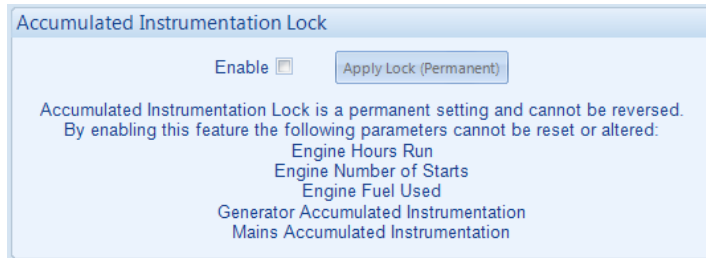 Accumulated Instrumentation Lock
Enable
Apply Lock (Permanent)
Accumulated Instrumentation Lock is a permanent setting and cannot be reversed.
By enabling this feature the following parameters cannot be reset or altered:
Engine Hours Run
Engine Number of Starts
Engine Fuel Used
Generator Accumulated Instrumentation
Mains Accumulated Instrumentation